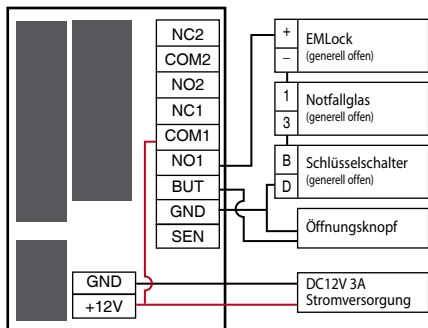 NC2
COM2
NO2
NC1
COM1
NO1
BUT
GND
SEN
GND
+12V
+
–
EMLock
(generell offen)
1
3
Notfallglas
(generell offen)
B
D
Schlüsselschalter
(generell offen)
Öffnungsknopf
DC12V 3A
Stromversorgung